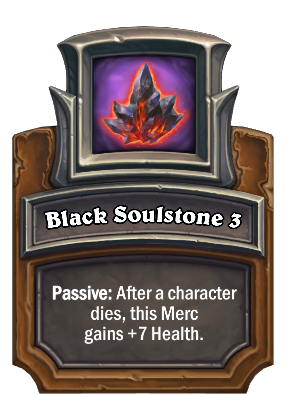 Black Soulstone 3
Passive: After a character
dies, this Merc
gains +7 Health.